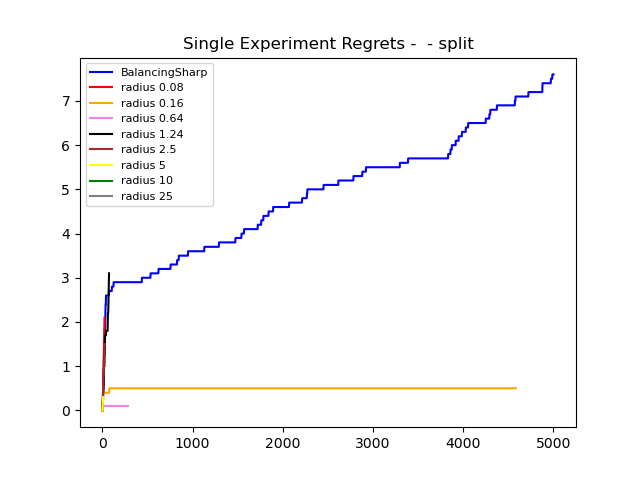 Single Experiment Regrets -  - split
BalancingSharp
radius 0.08
radius 0.16
radius 0.64
radius 1.24
radius 2.5
radius 5
radius 10
radius 25
7
6
5
4
3
2
1
0
0 1000 2000 3000 4000 5000